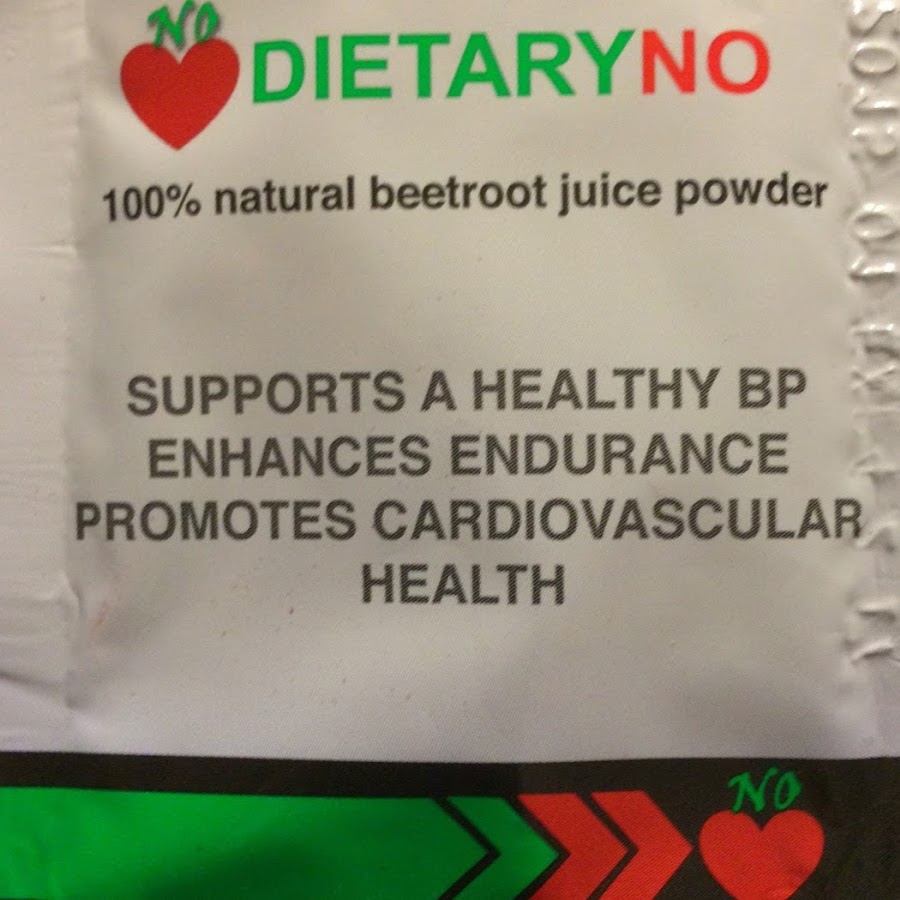 NO
DIETARYNO
100% natural beetroot juice powder
SUPPORTS A HEALTHY BP
ENHANCES ENDURANCE
PROMOTES CARDIOVASCULAR
HEALTH
NO